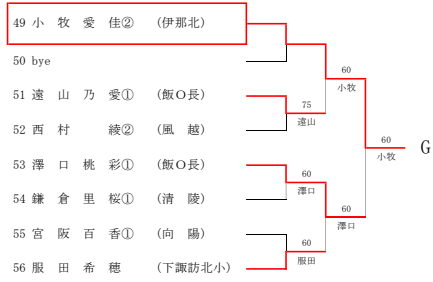 49 小 牧 愛 佳② (伊那北)
50 bye
60
小牧
51 遠 山 乃 愛① (飯O長)
75
遠山
52 西 村 綾② (風 越)
60
小牧
G
53 澤 口 桃 彩① (飯O長)
60
澤口
54 鎌 倉 里 桜① (清 陵)
60
澤口
55 宮 阪 百 香① (向 陽)
60
服田
56 服 田 希 穂 (下諏訪北小)